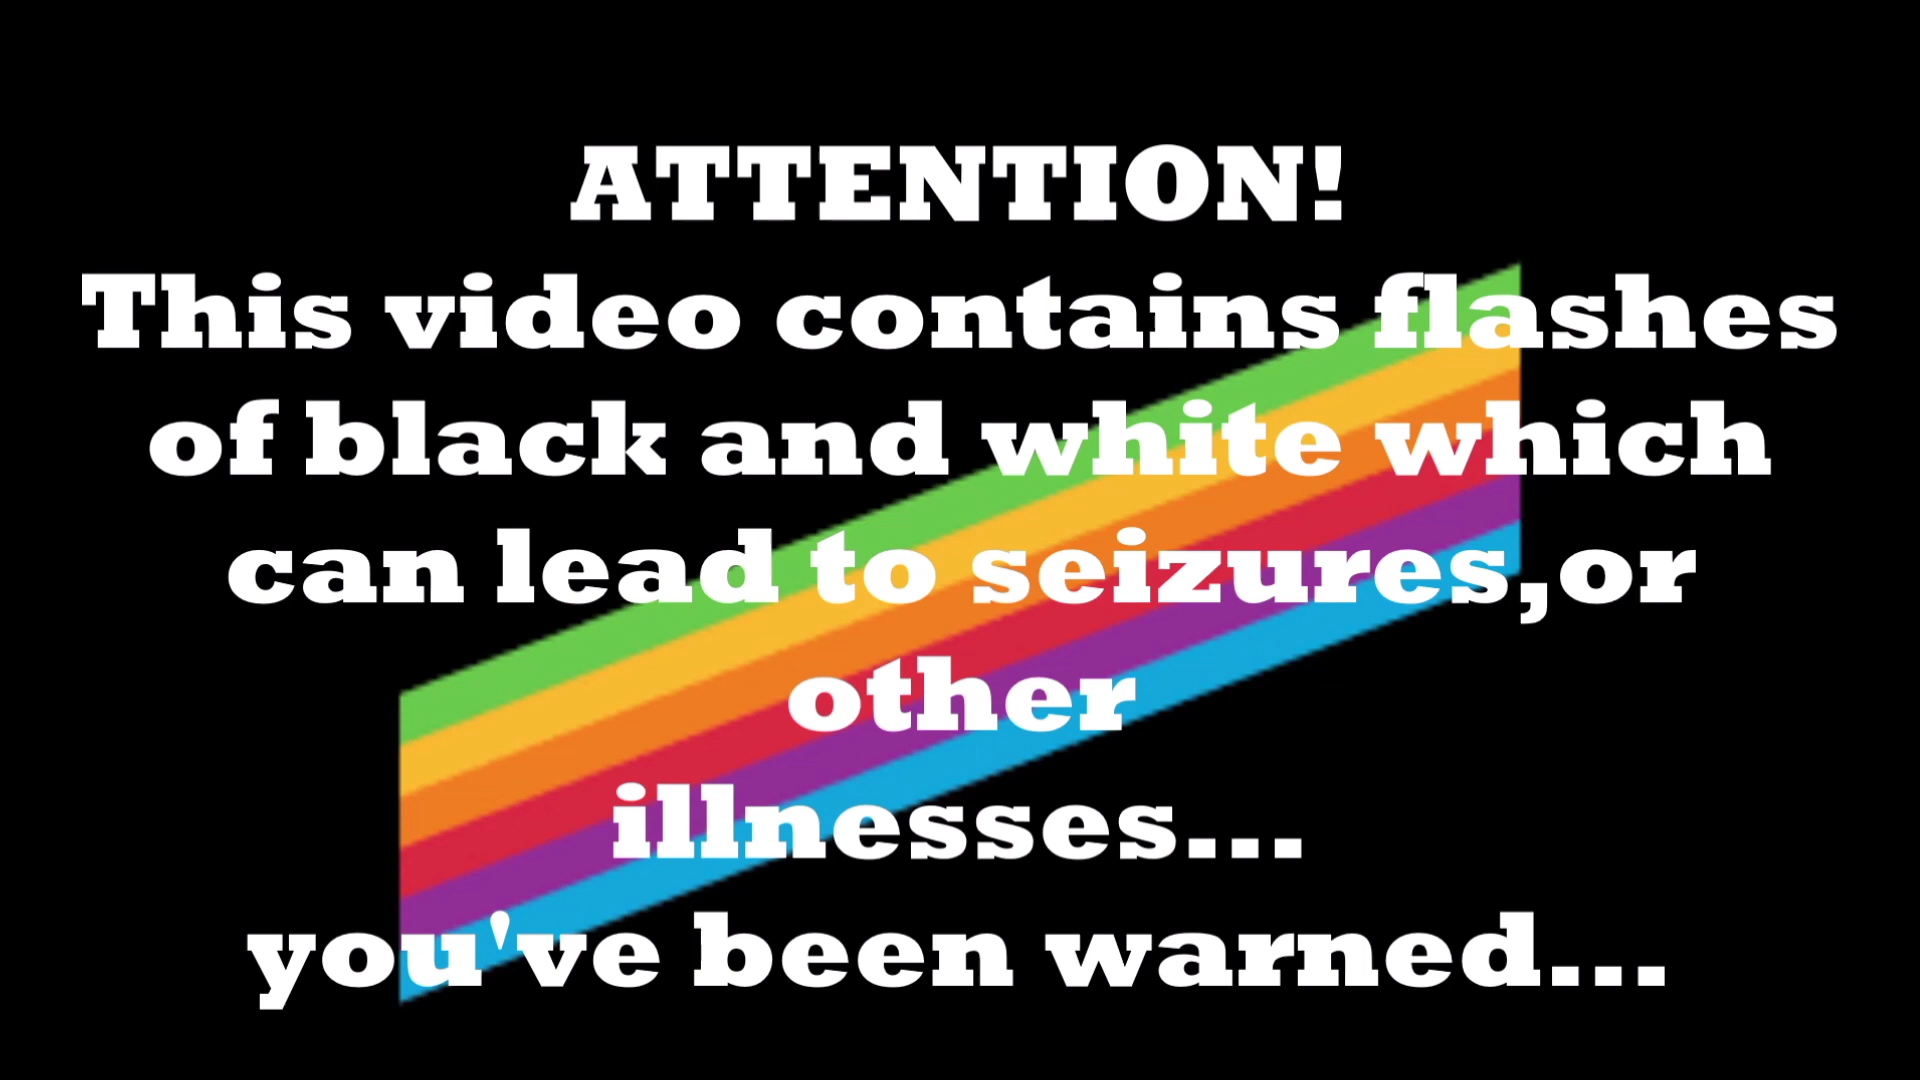 ATTENTION!
This video contains flashes
of black and white which
can lead to seizures,or
other
illnesses...
you've been warned...